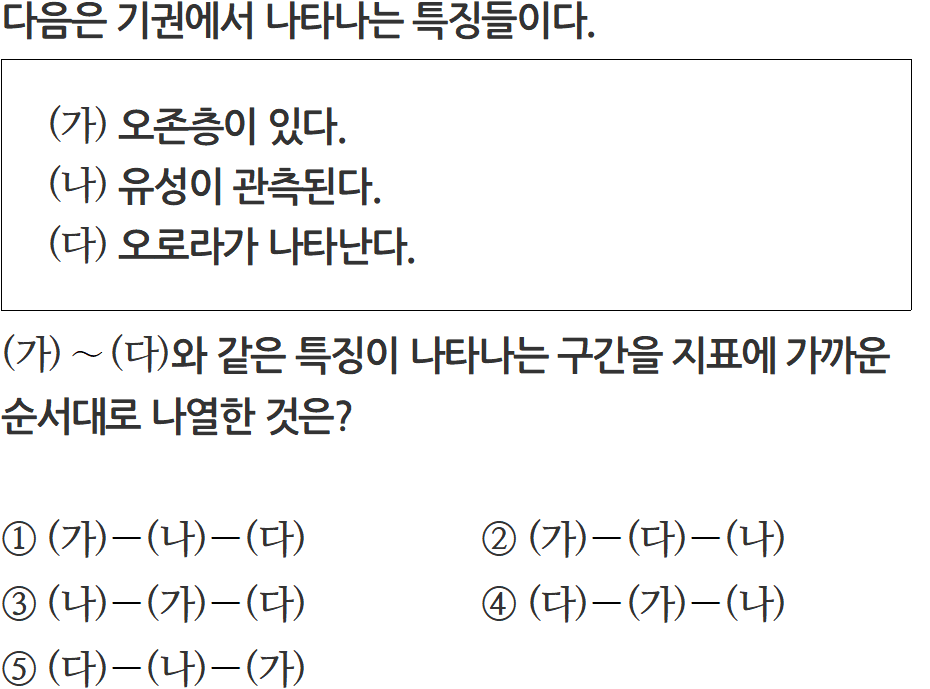 다음은 기권에서 나타나는 특징들이다.
(가) 오존층이 있다.
(나) 유성이 관측된다.
(다) 오로라가 나타난다.
(가) ~ (다)와 같은 특징이 나타나는 구간을 지표에 가까운
순서대로 나열한 것은?
① (가)－(나)－(다) ② (가)－(다)－(나)
③ (나)－(가)－(다) ④ (다)－(가)－(나)
⑤ (다)－(나)－(가)